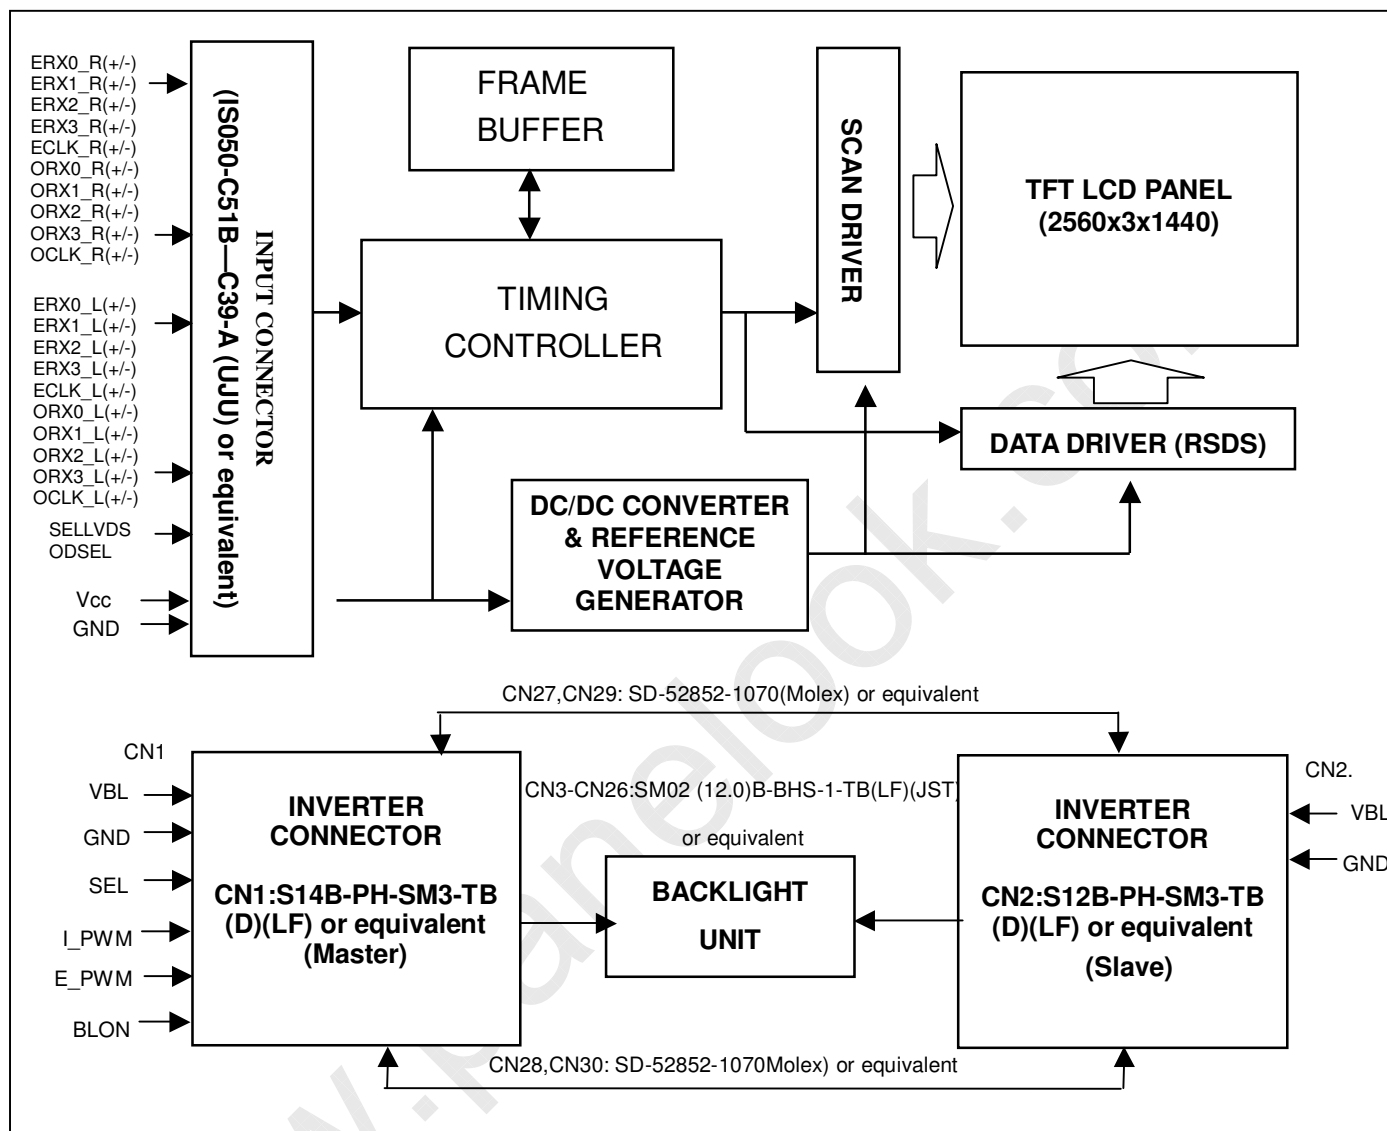 ERX0_R(+/-)
ERX1_R(+/-)
ERX2_R(+/-)
ERX3_R(+/-)
ECLK_R(+/-)
ORX0_R(+/-)
ORX1_R(+/-)
ORX2_R(+/-)
ORX3_R(+/-)
OCLK_R(+/-)
ERX0_L(+/-)
ERX1_L(+/-)
ERX2_L(+/-)
ERX3_L(+/-)
ECLK_L(+/-)
ORX0_L(+/-)
ORX1_L(+/-)
ORX2_L(+/-)
ORX3_L(+/-)
OCLK_L(+/-)
SELLVDS
ODSEL
Vcc
GND
INPUT CONNECTOR
(IS050-C51B—C39-A (UJU) or equivalent)
FRAME
BUFFER
TIMING
CONTROLLER
SCAN DRIVER
TFT LCD PANEL
(2560x3x1440)
DATA DRIVER (RSDS)
DC/DC CONVERTER
& REFERENCE
VOLTAGE
GENERATOR
CN27,CN29: SD-52852-1070(Molex) or equivalent
CN1
VBL
GND
SEL
I_PWM
E_PWM
BLON
INVERTER
CONNECTOR
CN1:S14B-PH-SM3-TB
(D)(LF) or equivalent
(Master)
CN3-CN26:SM02 (12.0)B-BHS-1-TB(LF)(JST)
or equivalent
BACKLIGHT
UNIT
INVERTER
CONNECTOR
CN2:S12B-PH-SM3-TB
(D)(LF) or equivalent
(Slave)
CN2.
VBL
GND
CN28,CN30: SD-52852-1070Molex) or equivalent
www.panelook.com